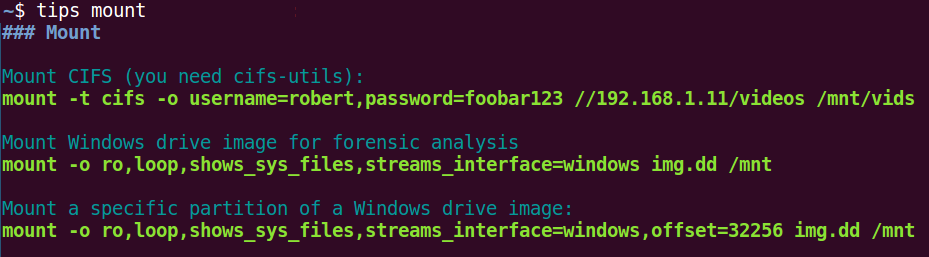 ~$ tips mount
### Mount
Mount CIFS (you need cifs-utils):
mount -t cifs -o username=robert,password=foobar123 //192.168.1.11/videos /mnt/vids
Mount Windows drive image for forensic analysis
mount -o ro,loop,shows_sys_files,streams_interface=windows img.dd /mnt
Mount a specific partition of a Windows drive image:
mount -o ro,loop,shows_sys_files,streams_interface=windows,offset=32256 img.dd /mnt